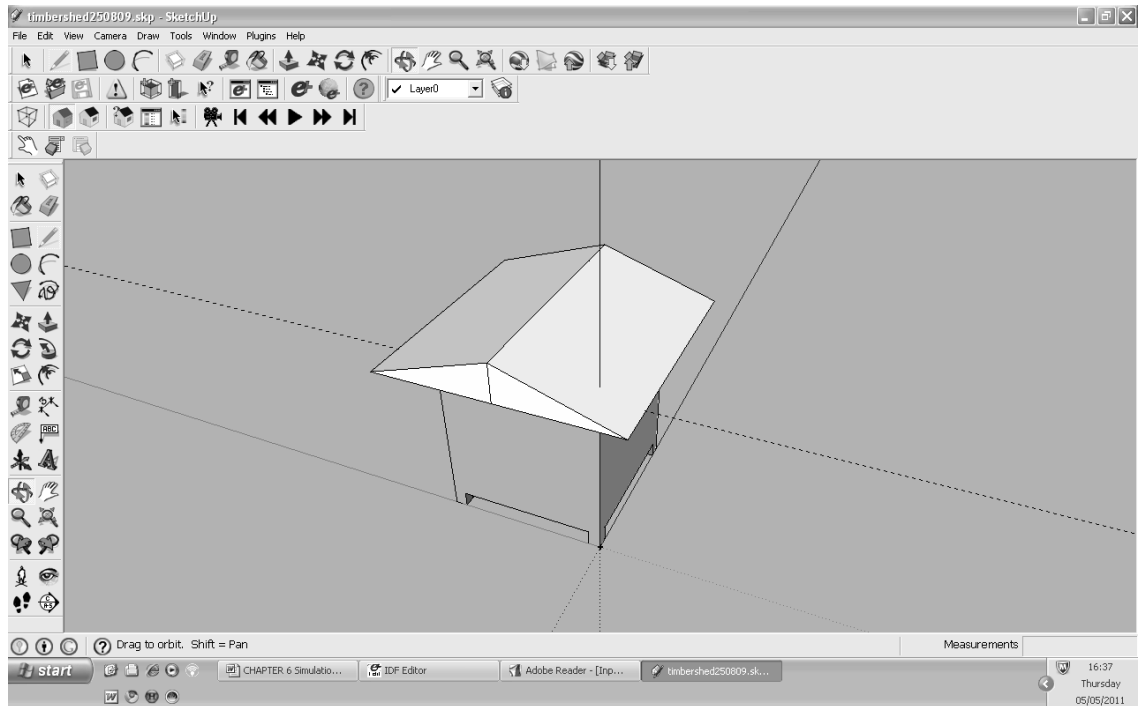 timbershed250809.skp - SketchUp
File Edit View Camera Draw Tools Window Plugins Help
Layer0
ABC
Drag to orbit. Shift = Pan
Measurements
start
CHAPTER 6 Simulatio...
IDF Editor
Adobe Reader - [Inp...
timbershed250809.sk...
16:37
Thursday
05/05/2011